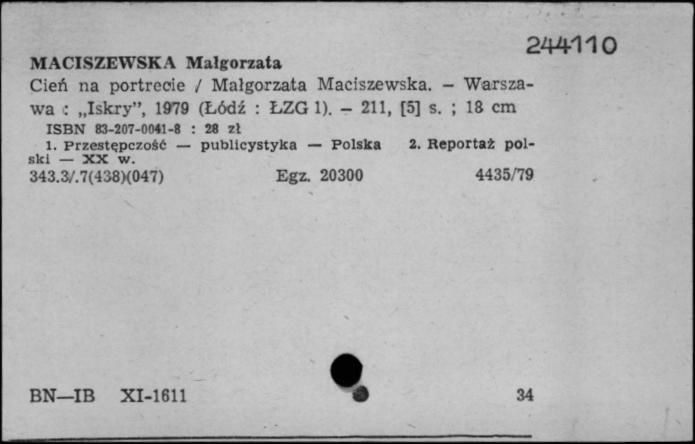 244110
MACISZEWSKA Małgorzata
Cień na portrecie / Małgorzata Maciszewska. – Warsza-
wa : „Iskry”, 1979 (Łódź : ŁZG 1). – 211, [5] s. ; 18 cm
ISBN 83-207-0041-8 : 28 zł
1. Przestępczość — publicystyka — Polska 2. Reportaż pol-
ski — XX w.
343.3/.7(438)(047) Egz. 20300 4435/79
BN—IB XI-1611 34